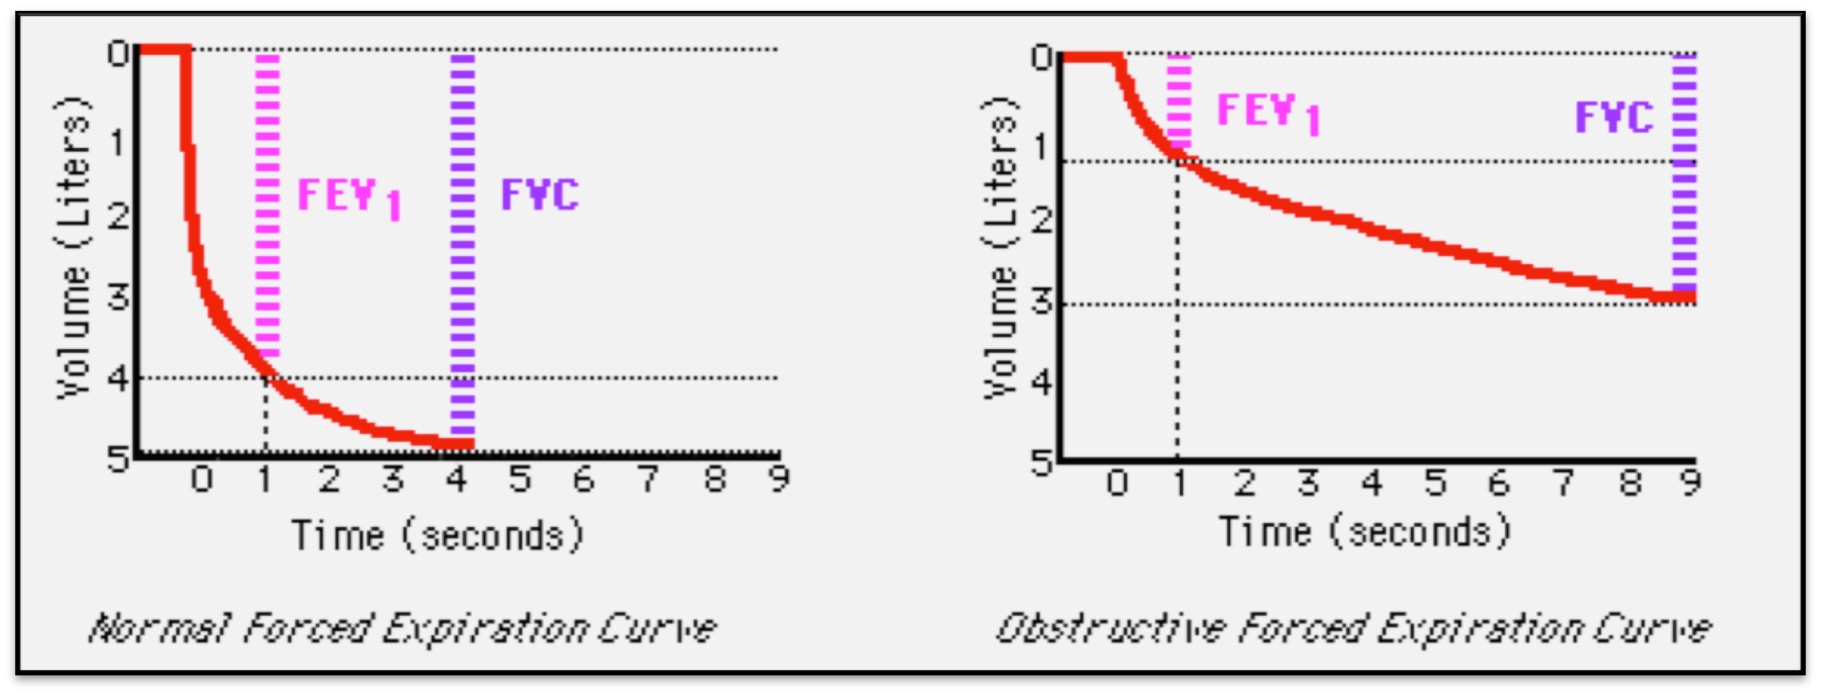 Volume (Liters)
0
1
2
3
4
5
FEV1
FVC
0 1 2 3 4 5 6 7 8 9
Time (seconds)
Normal Forced Expiration Curve
Volume (Liters)
0
1
2
3
4
5
FEV1
FVC
0 1 2 3 4 5 6 7 8 9
Time (seconds)
Obstructive Forced Expiration Curve